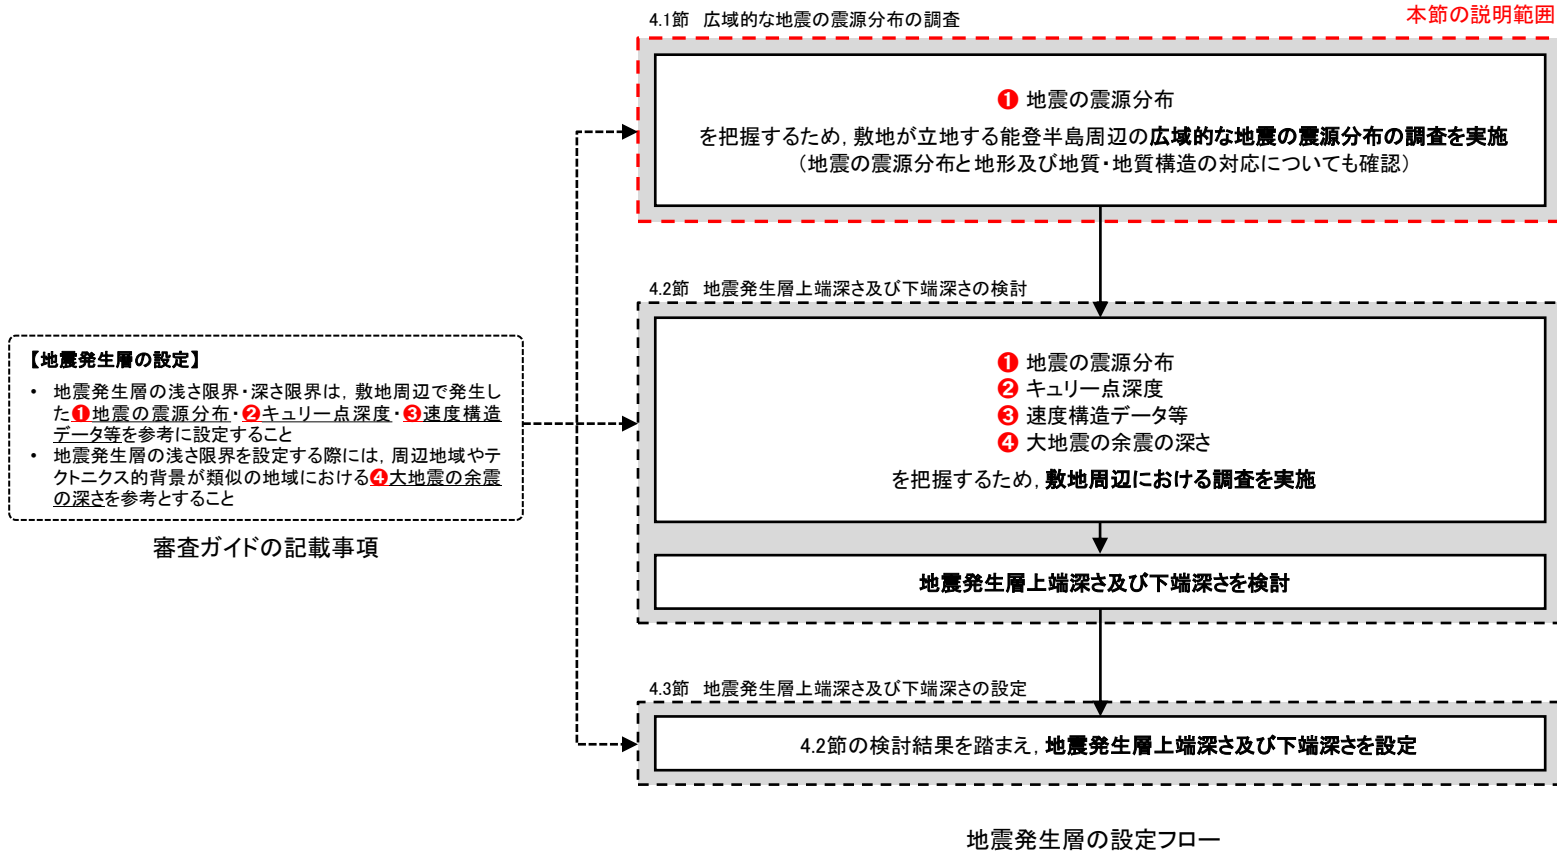 本節の説明範囲
4.1節 広域的な地震の震源分布の調査
❶ 地震の震源分布
を把握するため, 敷地が立地する能登半島周辺の広域的な地震の震源分布の調査を実施
(地震の震源分布と地形及び地質・地質構造の対応についても確認)
4.2節 地震発生層上端深さ及び下端深さの検討
❶ 地震の震源分布
❷ キュリー点深度
❸ 速度構造データ等
❹ 大地震の余震の深さ
を把握するため, 敷地周辺における調査を実施
地震発生層上端深さ及び下端深さを検討
4.3節 地震発生層上端深さ及び下端深さの設定
4.2節の検討結果を踏まえ, 地震発生層上端深さ及び下端深さを設定
【地震発生層の設定】
・ 地震発生層の浅さ限界・深さ限界は, 敷地周辺で発生し
た❶地震の震源分布・❷キュリー点深度・❸速度構造
データ等を参考に設定すること
・ 地震発生層の浅さ限界を設定する際には, 周辺地域やテ
クトニクス的背景が類似の地域における❹大地震の余震
の深さを参考とすること
審査ガイドの記載事項
地震発生層の設定フロー